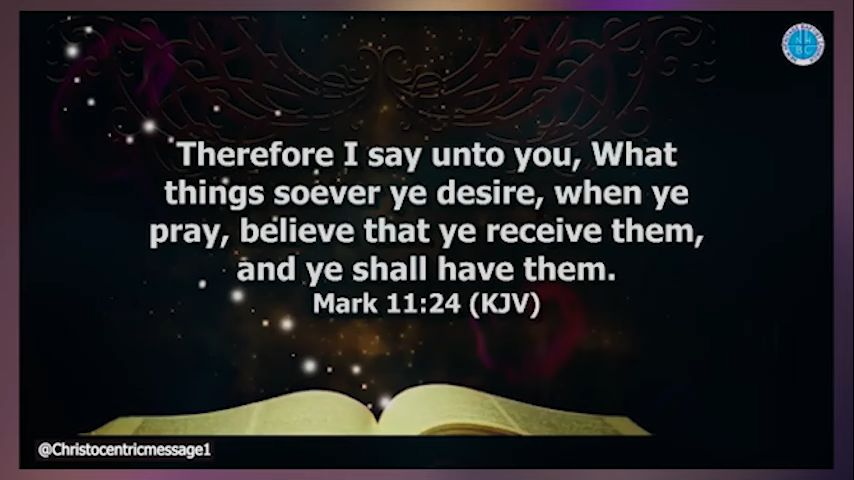 Therefore I say unto you, What
things soever ye desire, when ye
pray, believe that ye receive them,
and ye shall have them.
Mark 11:24 (KJV)
@Christocentricmessage1